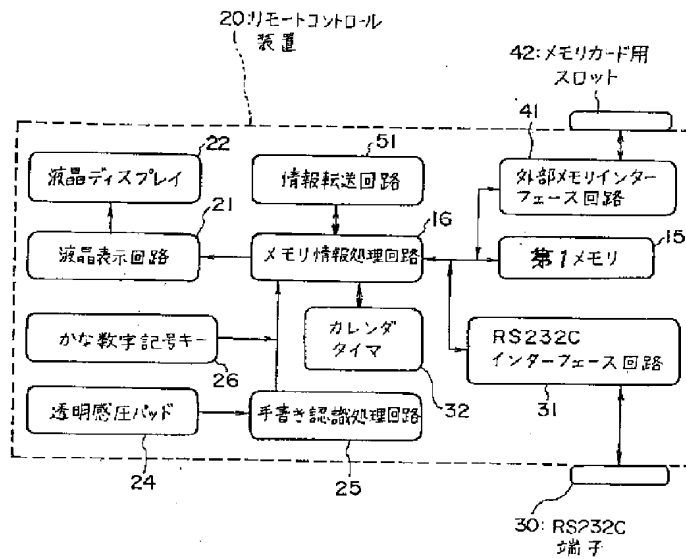 20:リモートコントロール
装置
42:メモリカード用
スロット
41
22
51
液晶ディスプレイ
情報転送回路
外部メモリインター
フェース回路
21
16
15
液晶表示回路
メモリ情報処理回路
第1メモリ
かな数字記号キー
26
カレンダ
タイマ
32
RS232C
インターフェース回路
31
透明感圧パッド
24
手書き認識処理回路
25
30:RS232C
端子